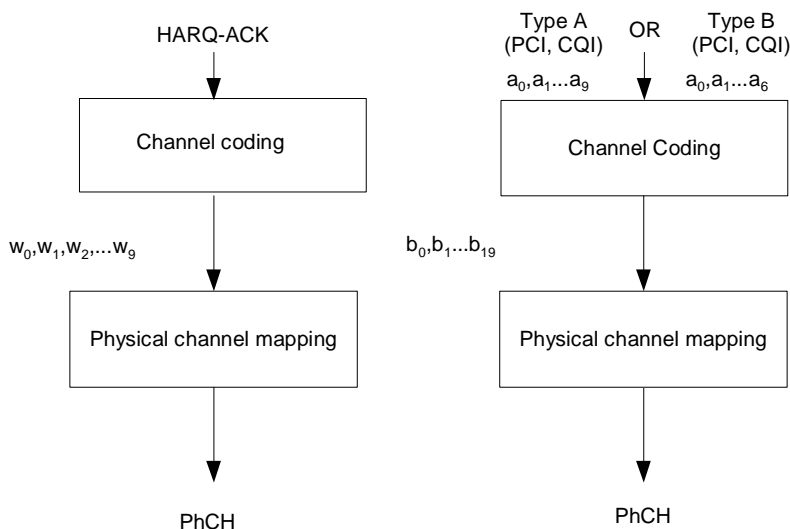 HARQ-ACK
Channel coding
w0,w1,w2,...w9
Physical channel mapping
PhCH
Type A
(PCI, CQI)
OR
Type B
(PCI, CQI)
a0,a1...a9
a0,a1...a6
Channel Coding
b0,b1...b19
Physical channel mapping
PhCH